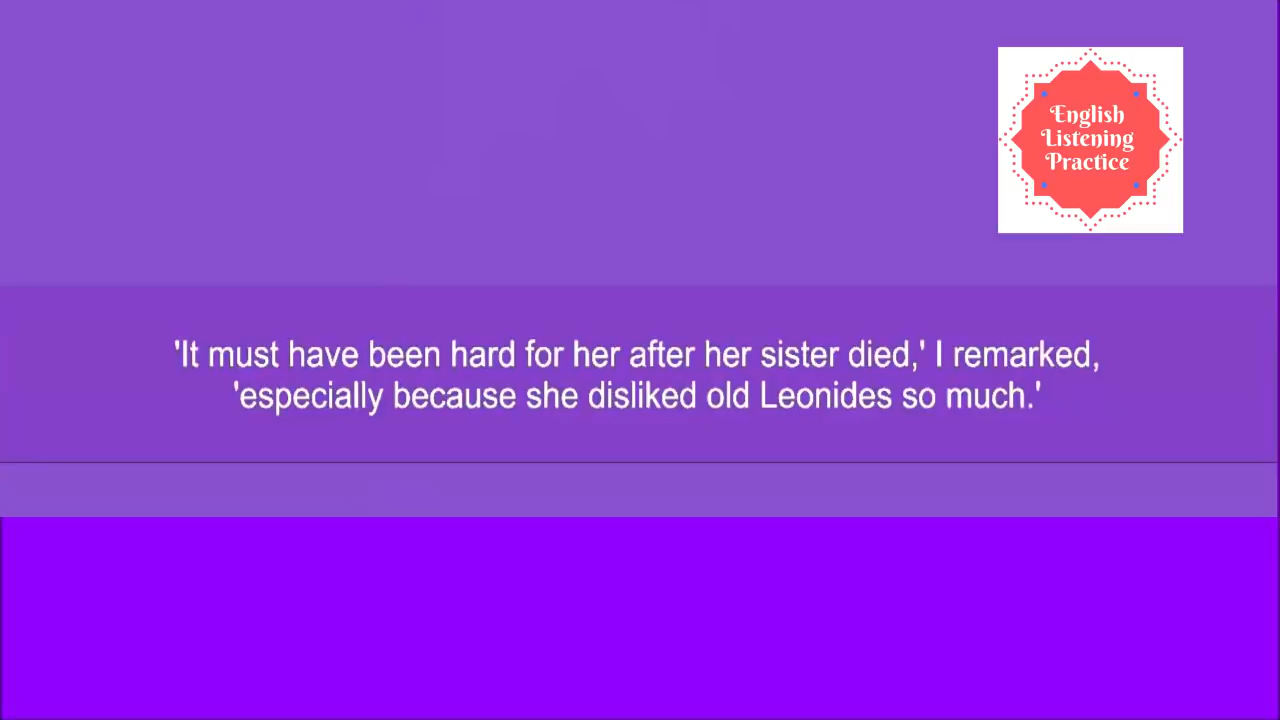 English
Listening
Practice
'It must have been hard for her after her sister died,' I remarked,
'especially because she disliked old Leonides so much.'